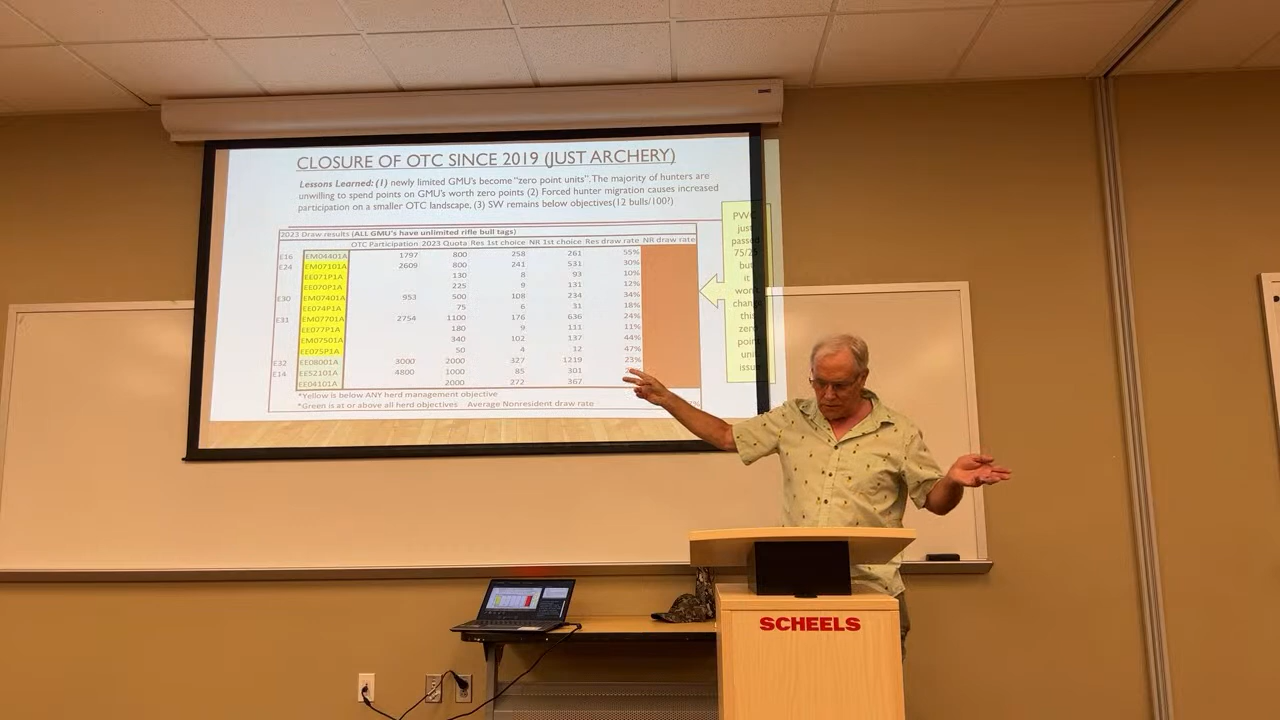 CLOSURE OF OTC SINCE 2019 (JUST ARCHERY)
Lessons Learned: (1) newly limited GMU's become "zero point units". The majority of hunters are
unwilling to spend points on GMU's worth zero points (2) Forced hunter migration causes increased
participation on a smaller OTC landscape, (3) SW remains below objectives(12 bulls/100?)
2023 Draw results (ALL GMU's have unlimited rifle bull tags)
OTC Participation 2023 Quota Res 1st choice NR 1st choice Res draw rate NR draw rate
E16 EM04401A 1797 800 258 261 55%
E24 EM07101A 2609 800 241 531 30%
EE071P1A 130 8 93 10%
EE070P1A 225 9 131 12%
E30 EM07401A 953 500 108 234 34%
EE074P1A 75 6 31 18%
E31 EM07701A 2754 1100 176 636 24%
EE077P1A 180 9 111 11%
EM07501A 340 102 137 44%
EE075P1A 50 4 12 47%
E32 EE08001A 3000 2000 327 1219 23%
E14 EE52101A 4800 1000 85 301
EE04101A 2000 272 367
*Yellow is below ANY herd management objective
*Green is at or above all herd objectives Average Nonresident draw rate
just
passed
but
it
this
zero
point
SCHEELS